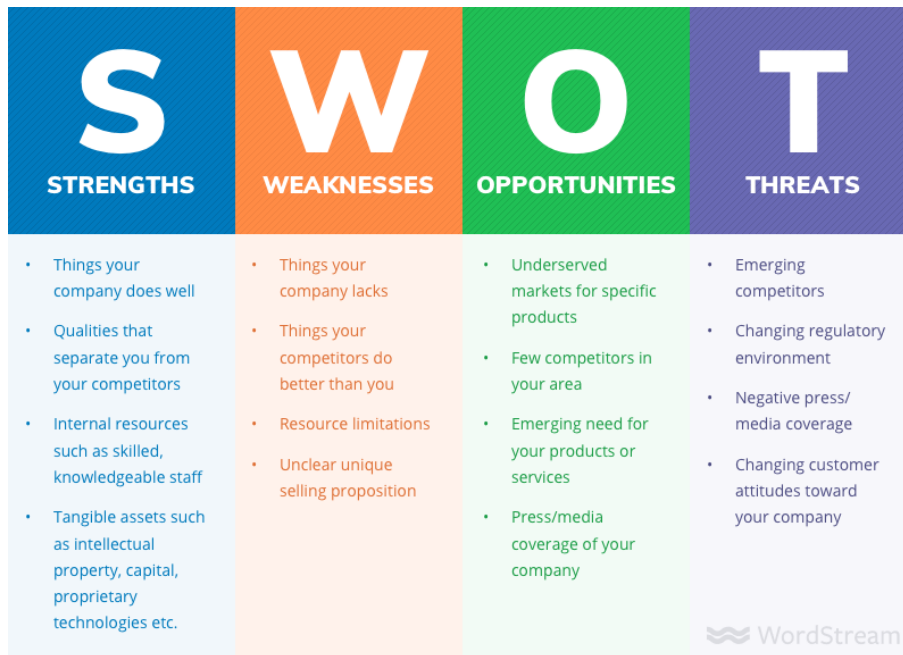 S
STRENGTHS
• Things your
company does well
• Qualities that
separate you from
your competitors
• Internal resources
such as skilled,
knowledgeable staff
• Tangible assets such
as intellectual
property, capital,
proprietary
technologies etc.
W
WEAKNESSES
• Things your
company lacks
• Things your
competitors do
better than you
• Resource limitations
• Unclear unique
selling proposition
O
OPPORTUNITIES
• Underserved
markets for specific
products
• Few competitors in
your area
• Emerging need for
your products or
services
• Press/media
coverage of your
company
T
THREATS
• Emerging
competitors
• Changing regulatory
environment
• Negative press/
media coverage
• Changing customer
attitudes toward
your company
WordStream